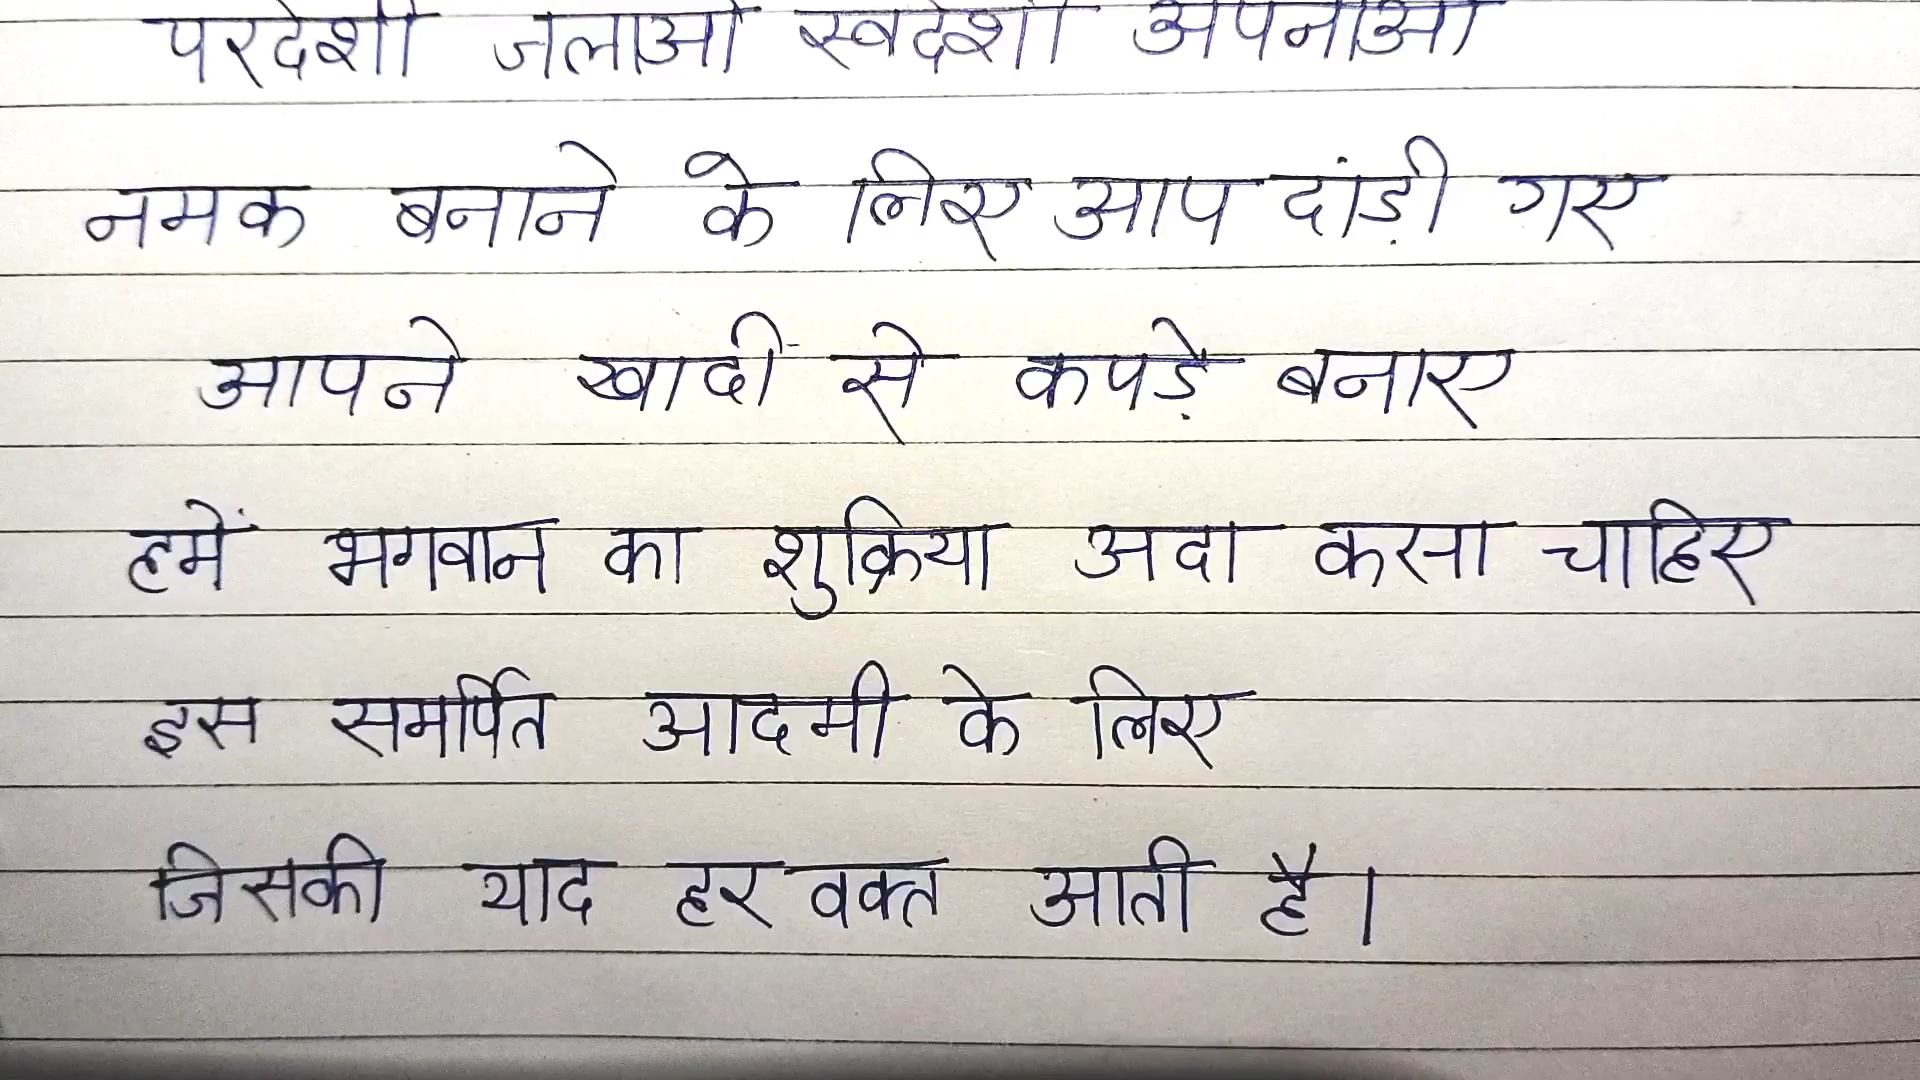 परदेशी जलाओ स्वदेशी अपनाओ
नमक बनाने के लिए आप दांड़ी गए
आपने खादी से कपड़े बनाए
हमें भगवान का शुक्रिया अदा करना चाहिए
इस समर्पित आदमी के लिए
जिसकी याद हर वक्त आती है।